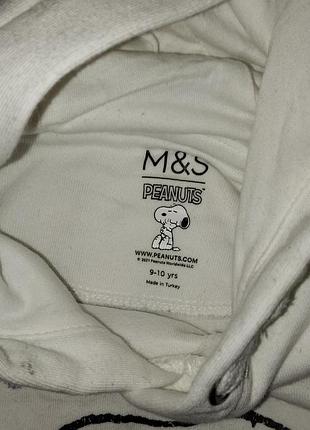 M&S
PEANUTS
WWW.PEANUTS.COM
© 2021 Peanuts Worldwide LLC
9-10 yrs
Made in Turkey